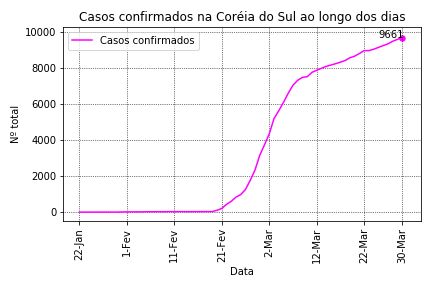 Casos confirmados na Coréia do Sul ao longo dos dias
Casos confirmados
9661
Nº total
10000
8000
6000
4000
2000
0
22-Jan
1-Fev
11-Fev
21-Fev
2-Mar
12-Mar
22-Mar
30-Mar
Data